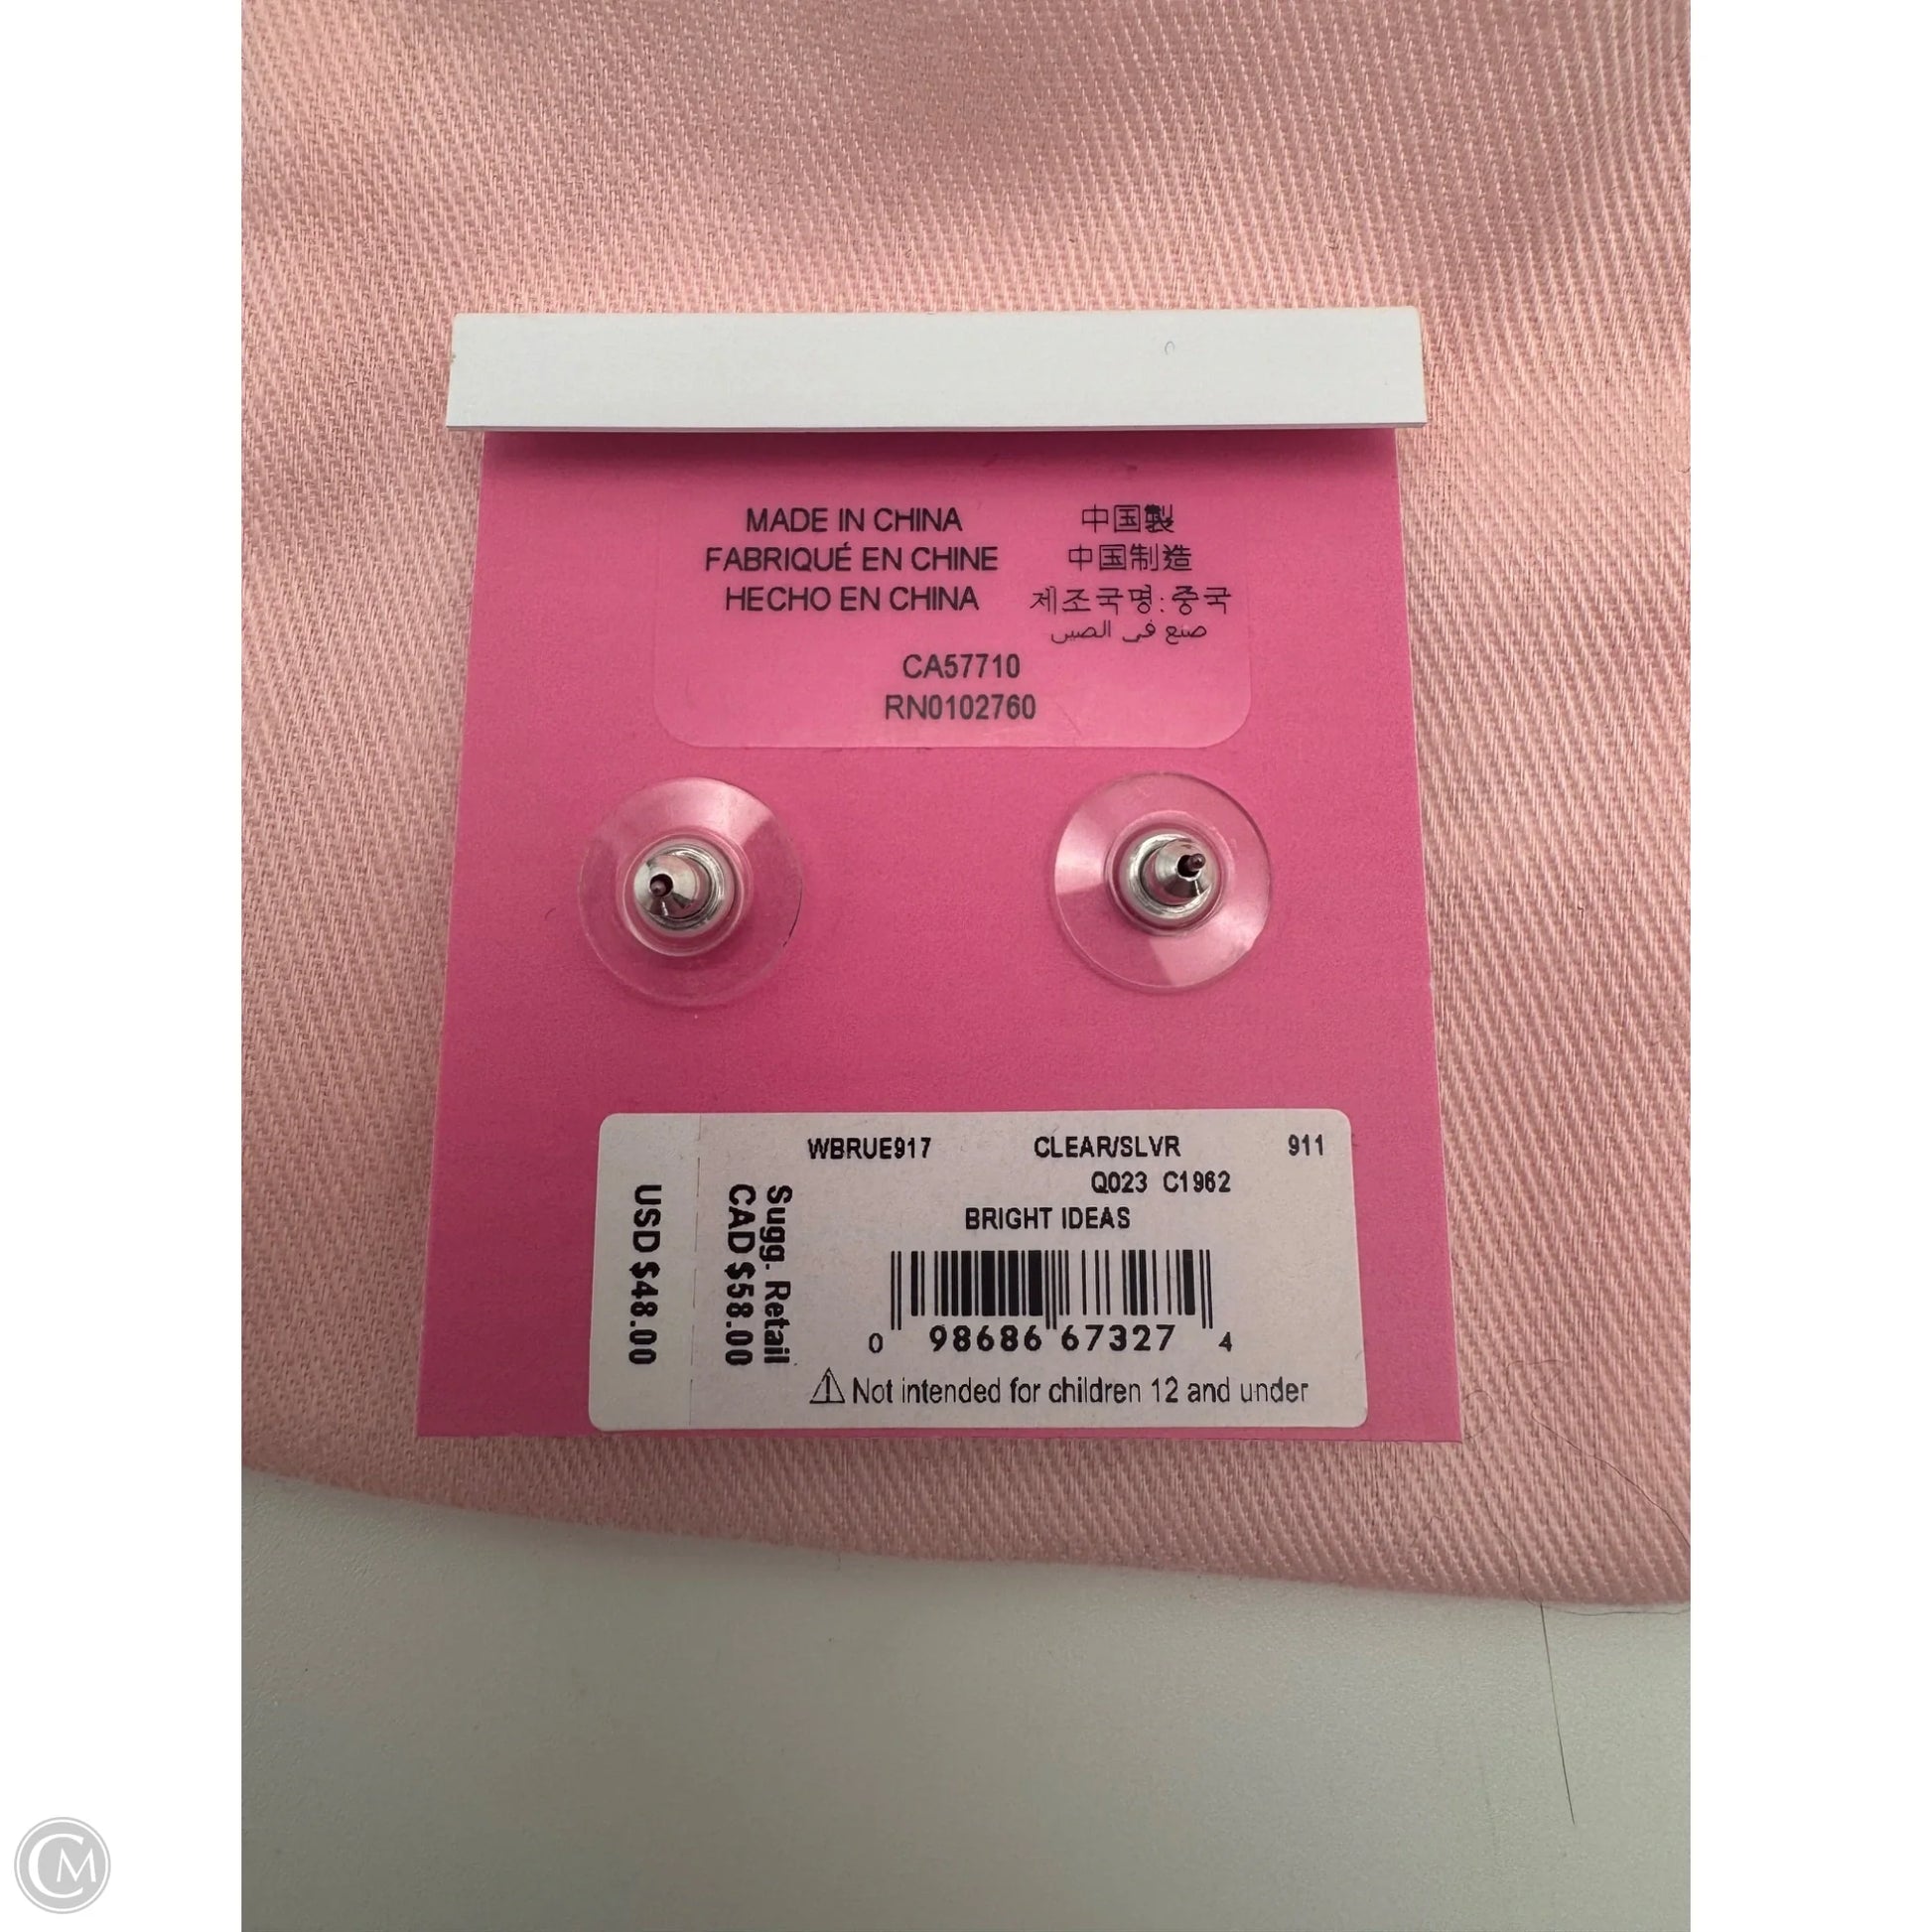 MADE IN CHINA
FABRIQUÉ EN CHINE
HECHO EN CHINA
中国製
中国制造
제조국명:중국
صنع في الصين
CA57710
RN0102760
WBRUE917 CLEAR/SLVR 911
Q023 C1962
BRIGHT IDEAS
USD $48.00
Sugg. Retail
CAD $58.00
0 98686 67327 4
⚠ Not intended for children 12 and under
CM